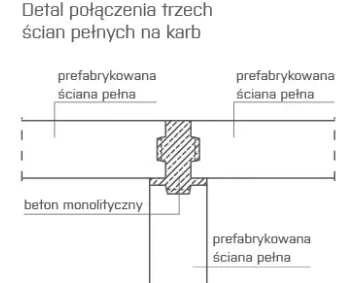 Detal połączenia trzech
ścian pełnych na karb
prefabrykowana
ściana pełna
prefabrykowana
ściana pełna
beton monolityczny
prefabrykowana
ściana pełna